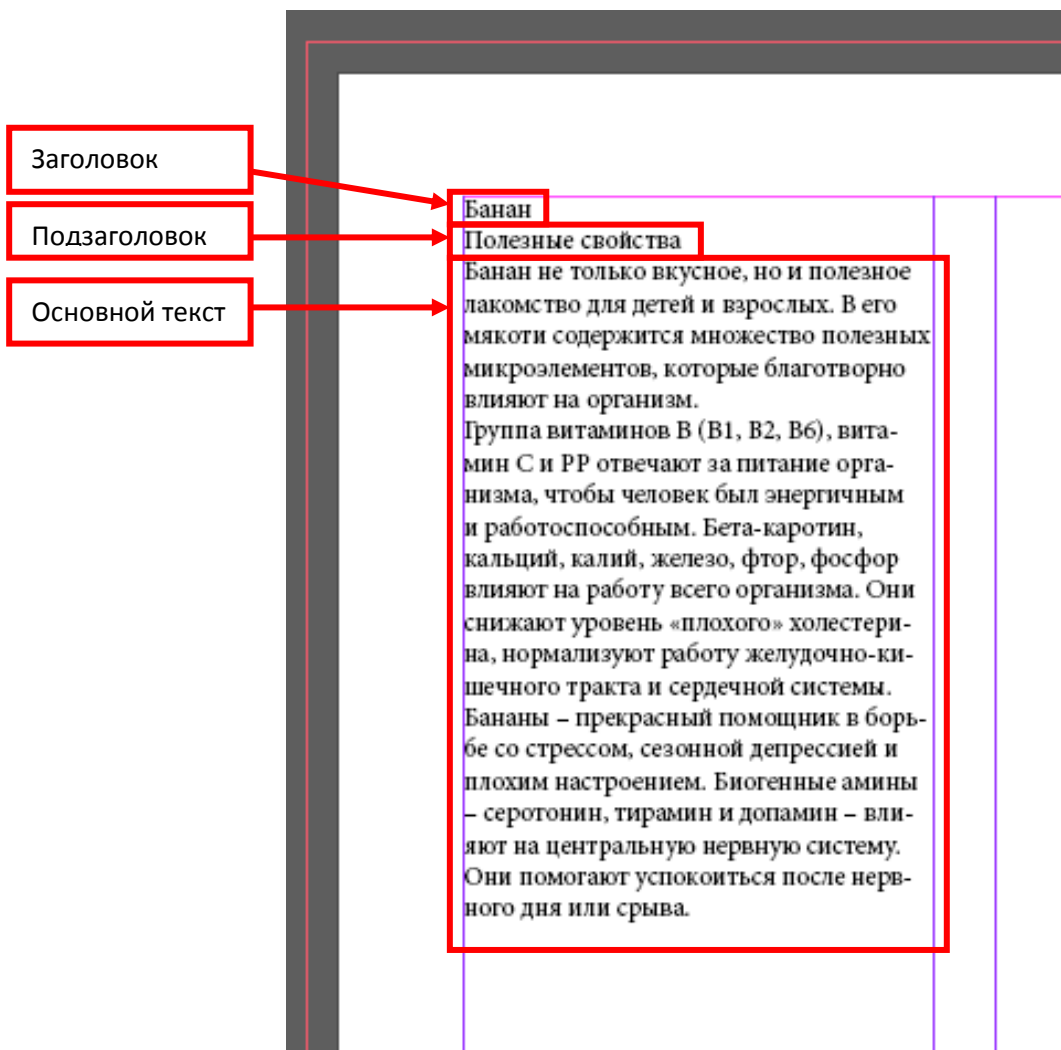 Заголовок
Подзаголовок
Основной текст
Банан
Полезные свойства
Банан не только вкусное, но и полезное
лакомство для детей и взрослых. В его
мякоти содержится множество полезных
микроэлементов, которые благотворно
влияют на организм.
Группа витаминов В (В1, В2, В6), вита-
мин С и РР отвечают за питание орга-
низма, чтобы человек был энергичным
и работоспособным. Бета-каротин,
кальций, калий, железо, фтор, фосфор
влияют на работу всего организма. Они
снижают уровень «плохого» холестери-
на, нормализуют работу желудочно-ки-
шечного тракта и сердечной системы.
Бананы – прекрасный помощник в борь-
бе со стрессом, сезонной депрессией и
плохим настроением. Биогенные амины
– серотонин, тирамин и допамин – вли-
яют на центральную нервную систему.
Они помогают успокоиться после нерв-
ного дня или срыва.